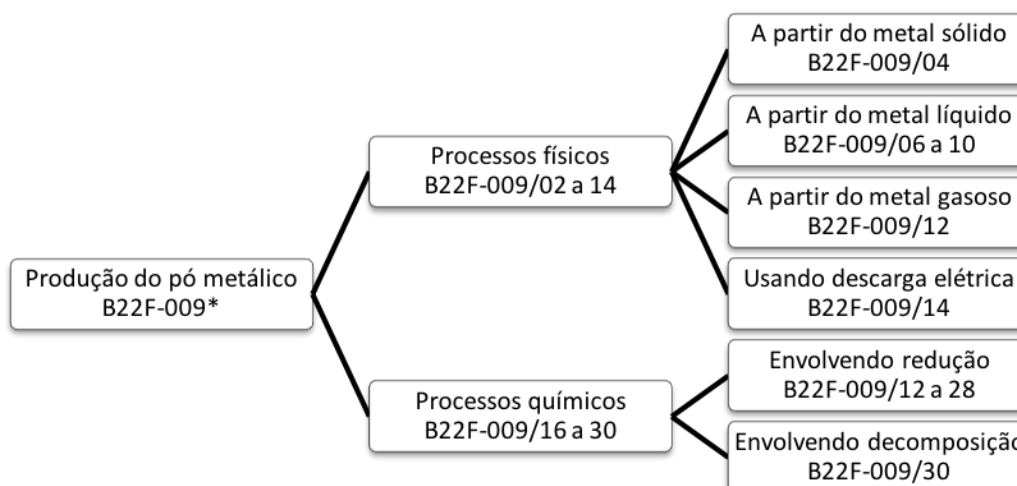 Produção do pó metálico
B22F-009*
Processos físicos
B22F-009/02 a 14
A partir do metal sólido
B22F-009/04
A partir do metal líquido
B22F-009/06 a 10
A partir do metal gasoso
B22F-009/12
Usando descarga elétrica
B22F-009/14
Processos químicos
B22F-009/16 a 30
Envolvendo redução
B22F-009/12 a 28
Envolvendo decomposição
B22F-009/30